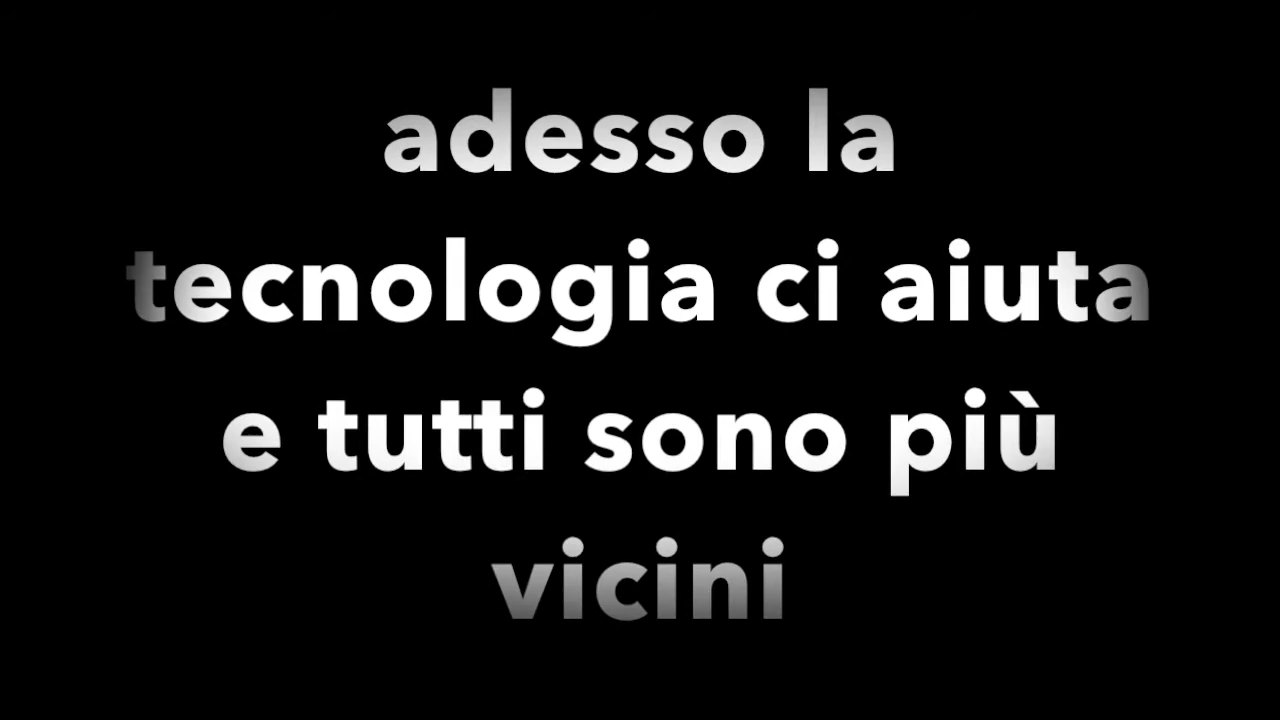 adesso la
tecnologia ci aiuta
e tutti sono più
vicini